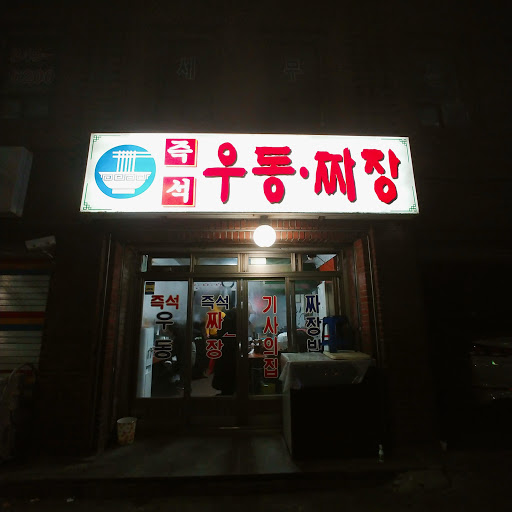 즉석 우동·짜장
즉석 우동
즉석 짜장
기사의집
짜장밥